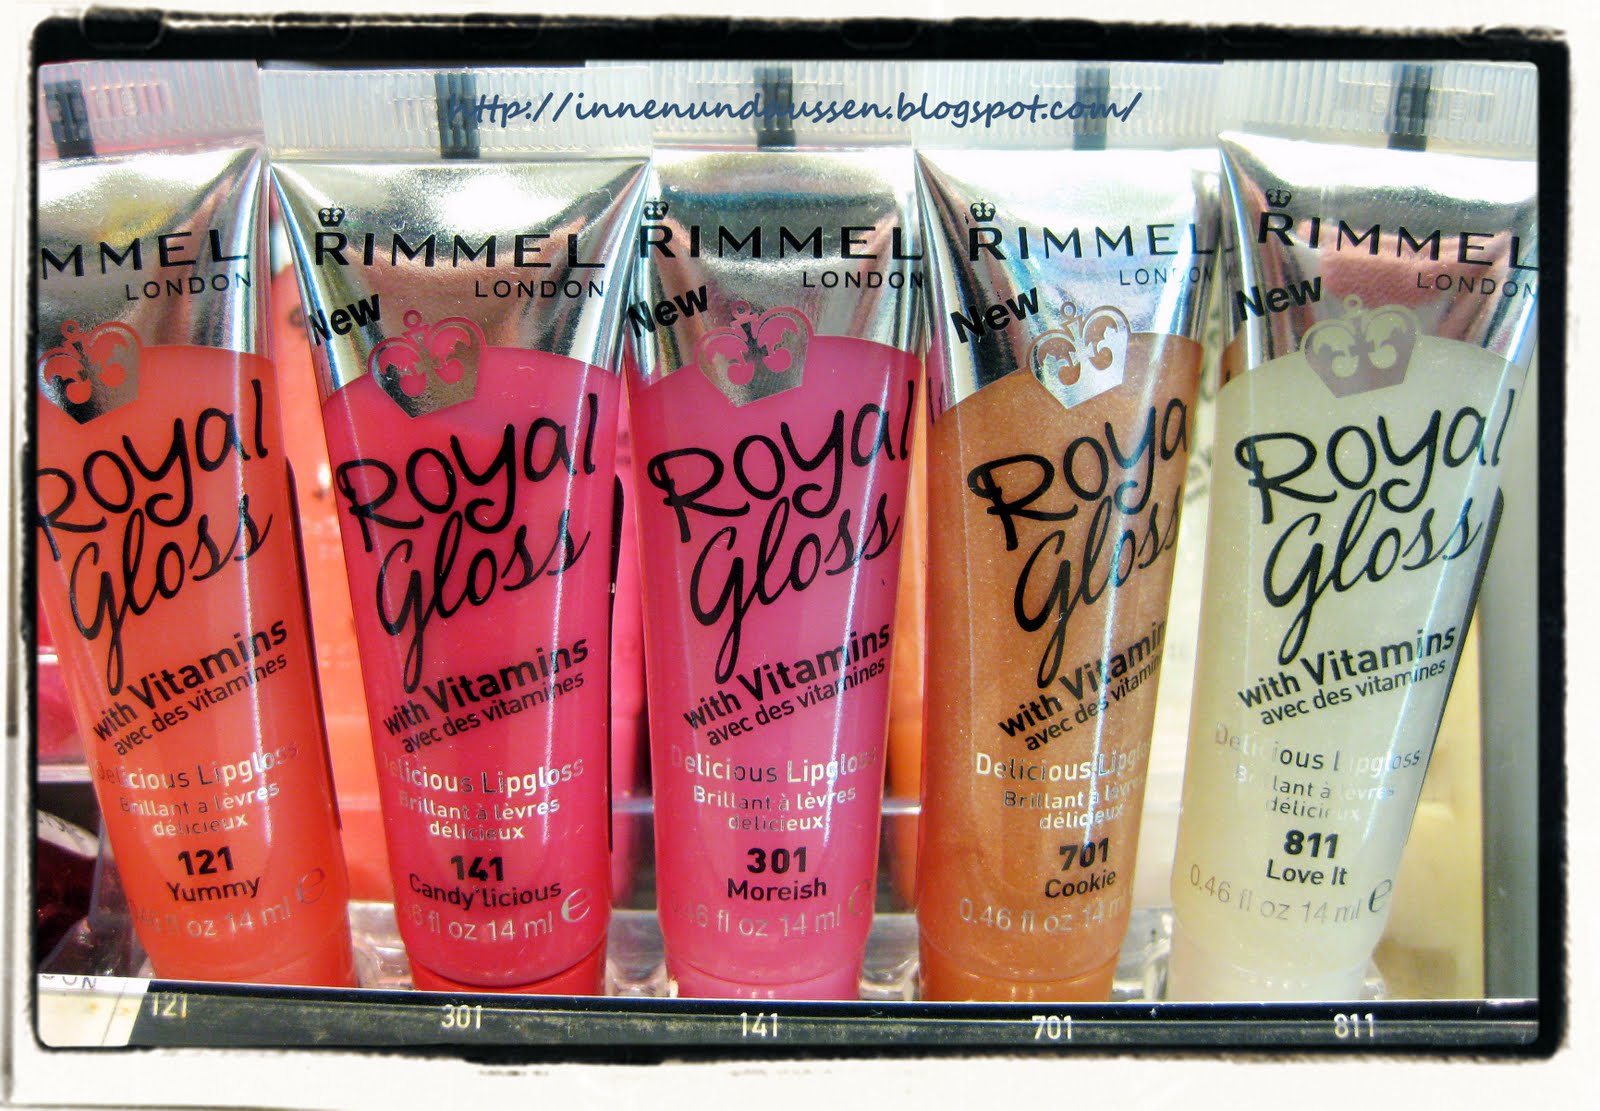 http://innenundaussen.blogspot.com/
MMEL
LONDON
Royal
Gloss
with Vitamins
avec des vitamines
Delicious Lipgloss
Brillant à lèvres
délicieux
121
Yummy
fl oz 14 ml e
RIMMEL
LONDON
New
Royal
Gloss
with Vitamins
avec des vitamines
Delicious Lipgloss
Brillant à lèvres
délicieux
141
Candy'licious
fl oz 14 ml e
RIMMEL
LONDON
New
Royal
Gloss
with Vitamins
avec des vitamines
Delicious Lipgloss
Brillant à lèvres
délicieux
301
Moreish
0.46 fl oz 14 ml e
RIMMEL
LONDON
New
Royal
Gloss
with Vitamin
avec des vitamin
Delicious Lipglo
Brillant à lèvres
délicieux
701
Cookie
0.46 fl oz 14 m
RIMMEL
LONDON
New
Royal
Gloss
with Vitamins
avec des vitamines
Delicious Lipgloss
Brillant à lèvres
délicieux
811
Love It
0.46 fl oz 14 ml e
121
301
141
701
811